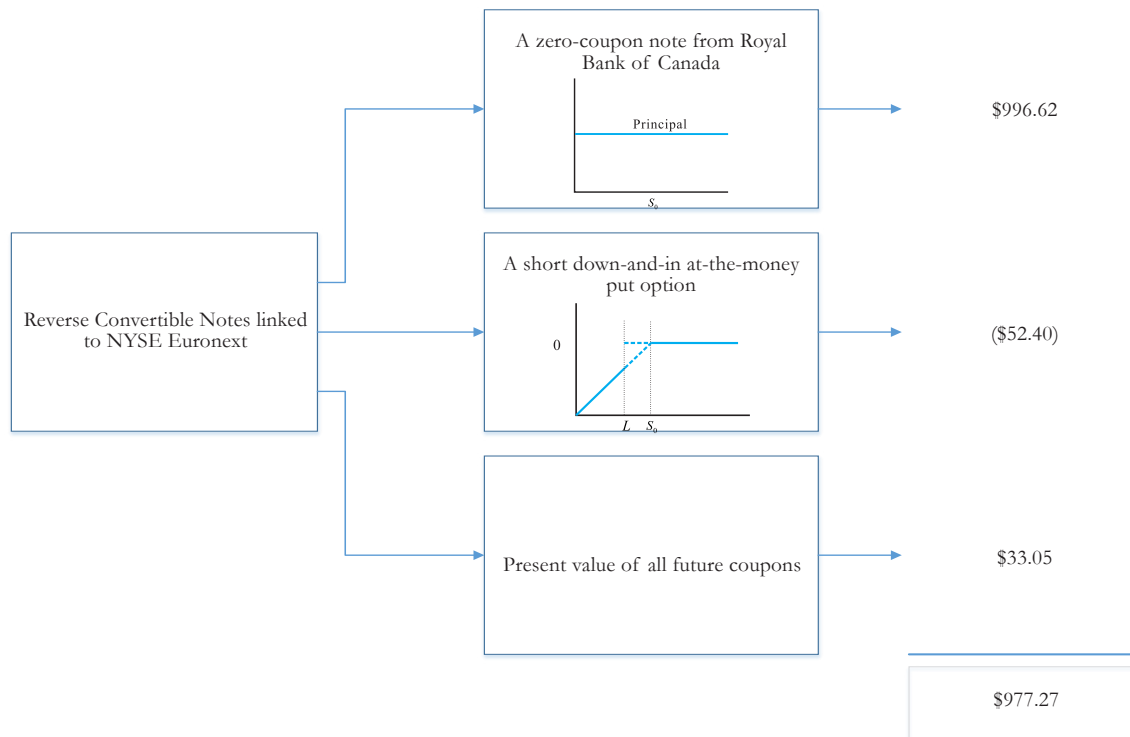 A zero-coupon note from Royal
Bank of Canada
Principal
S₀
$996.62
Reverse Convertible Notes linked
to NYSE Euronext
A short down-and-in at-the-money
put option
0
L S₀
($52.40)
Present value of all future coupons
$33.05
$977.27